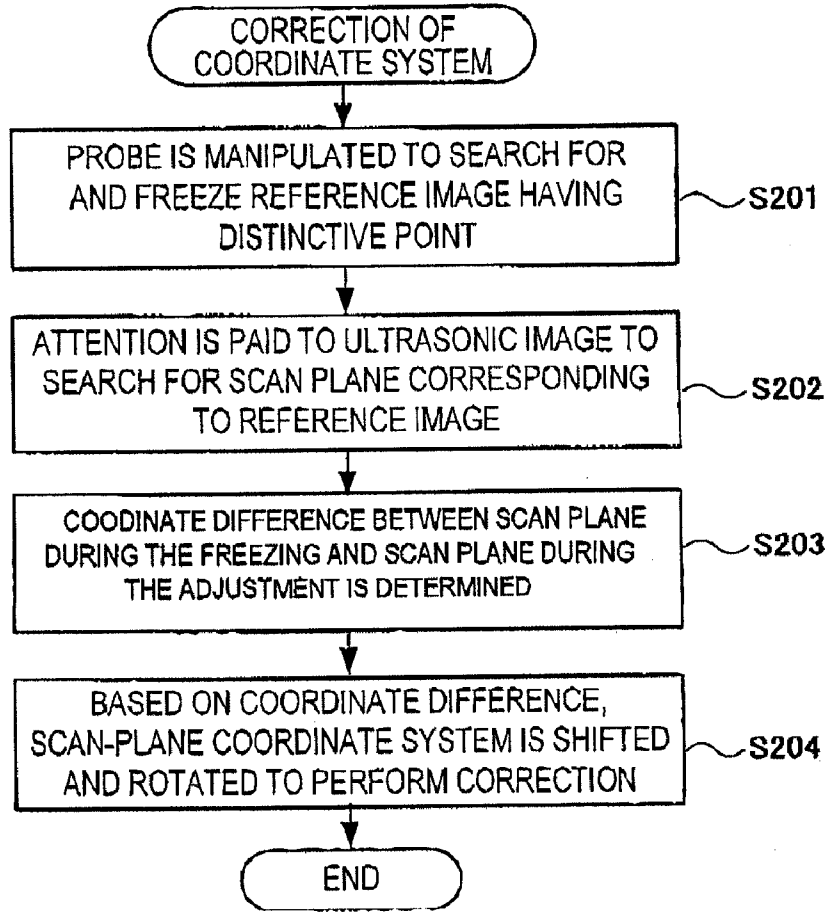 CORRECTION OF
COORDINATE SYSTEM
PROBE IS MANIPULATED TO SEARCH FOR
AND FREEZE REFERENCE IMAGE HAVING
DISTINCTIVE POINT
S201
ATTENTION IS PAID TO ULTRASONIC IMAGE TO
SEARCH FOR SCAN PLANE CORRESPONDING
TO REFERENCE IMAGE
S202
COODINATE DIFFERENCE BETWEEN SCAN PLANE
DURING THE FREEZING AND SCAN PLANE DURING
THE ADJUSTMENT IS DETERMINED
S203
BASED ON COORDINATE DIFFERENCE,
SCAN-PLANE COORDINATE SYSTEM IS SHIFTED
AND ROTATED TO PERFORM CORRECTION
S204
END